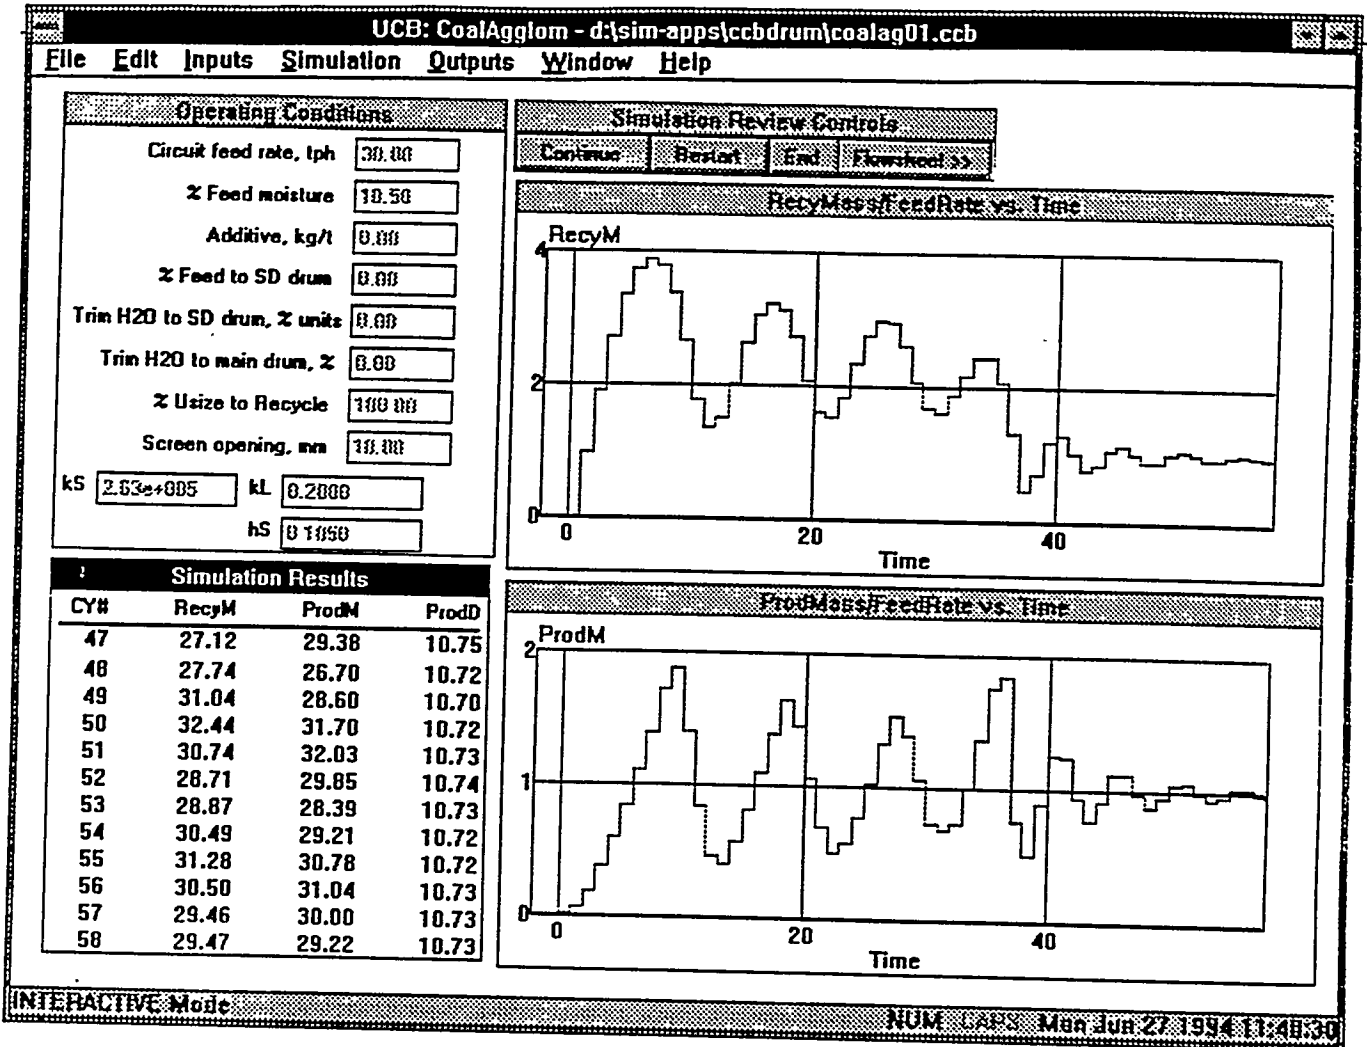 UCB: CoalAgglom - d:\sim-apps\ccbdrum\coalag01.ccb
File Edit Inputs Simulation Outputs Window Help
Operating Conditions
Circuit feed rate, tph 30.00
% Feed moisture 10.50
Additive, kg/t 0.00
% Feed to SD drum 0.00
Trim H2O to SD drum, % units 0.00
Trim H2O to main drum, % 0.00
% Usize to Recycle 100.00
Screen opening, mm 10.00
kS 2.63e+005 kL 0.2000
hS 0.1050
Simulation Review Controls
Continue Restart End Flowsheet >>
RecyMass/FeedRate vs. Time
RecyM
4
2
0
0 20 40
Time
! Simulation Results
CY# RecyM ProdM ProdD
47 27.12 29.38 10.75
48 27.74 26.70 10.72
49 31.04 28.60 10.70
50 32.44 31.70 10.72
51 30.74 32.03 10.73
52 28.71 29.85 10.74
53 28.87 28.39 10.73
54 30.49 29.21 10.72
55 31.28 30.78 10.72
56 30.50 31.04 10.73
57 29.46 30.00 10.73
58 29.47 29.22 10.73
ProdMass/FeedRate vs. Time
ProdM
2
1
0
0 20 40
Time
INTERACTIVE Mode
NUM CAPS Mon Jun 27 1994 11:48:30